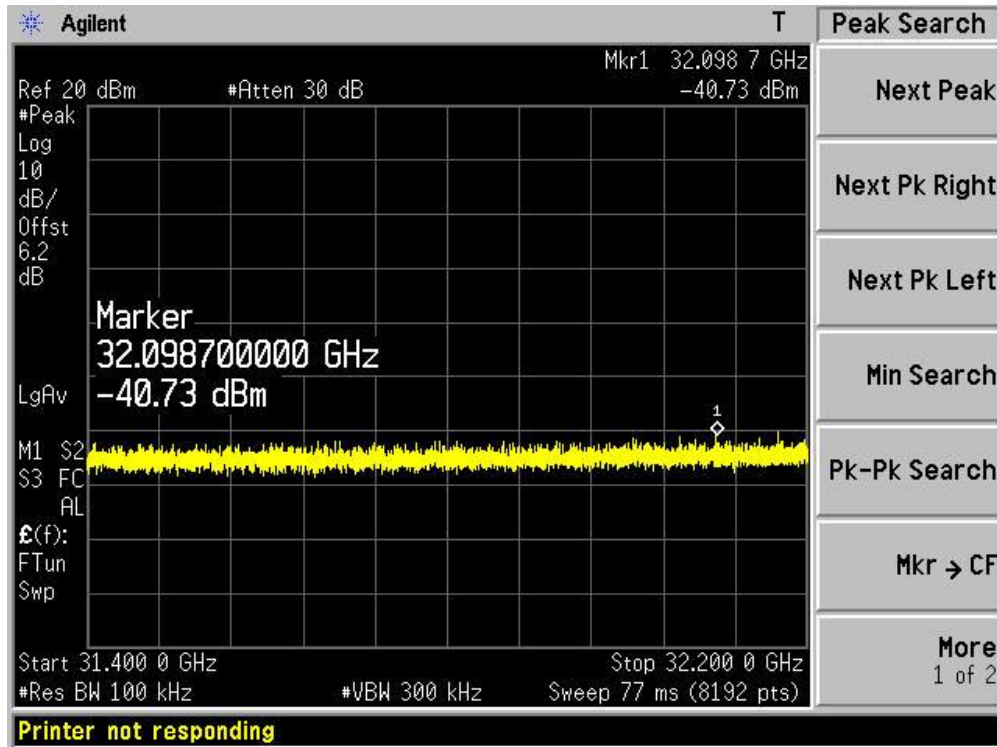 Agilent T Peak Search
Mkr1 32.098 7 GHz
Ref 20 dBm #Atten 30 dB -40.73 dBm
#Peak
Log
10
dB/
Offst
6.2
dB
Marker
32.098700000 GHz
-40.73 dBm
LgAv
1
M1 S2
S3 FC
AL
£(f):
FTun
Swp
Start 31.400 0 GHz Stop 32.200 0 GHz
#Res BW 100 kHz #VBW 300 kHz Sweep 77 ms (8192 pts)
Printer not responding
Next Peak
Next Pk Right
Next Pk Left
Min Search
Pk-Pk Search
Mkr → CF
More
1 of 2